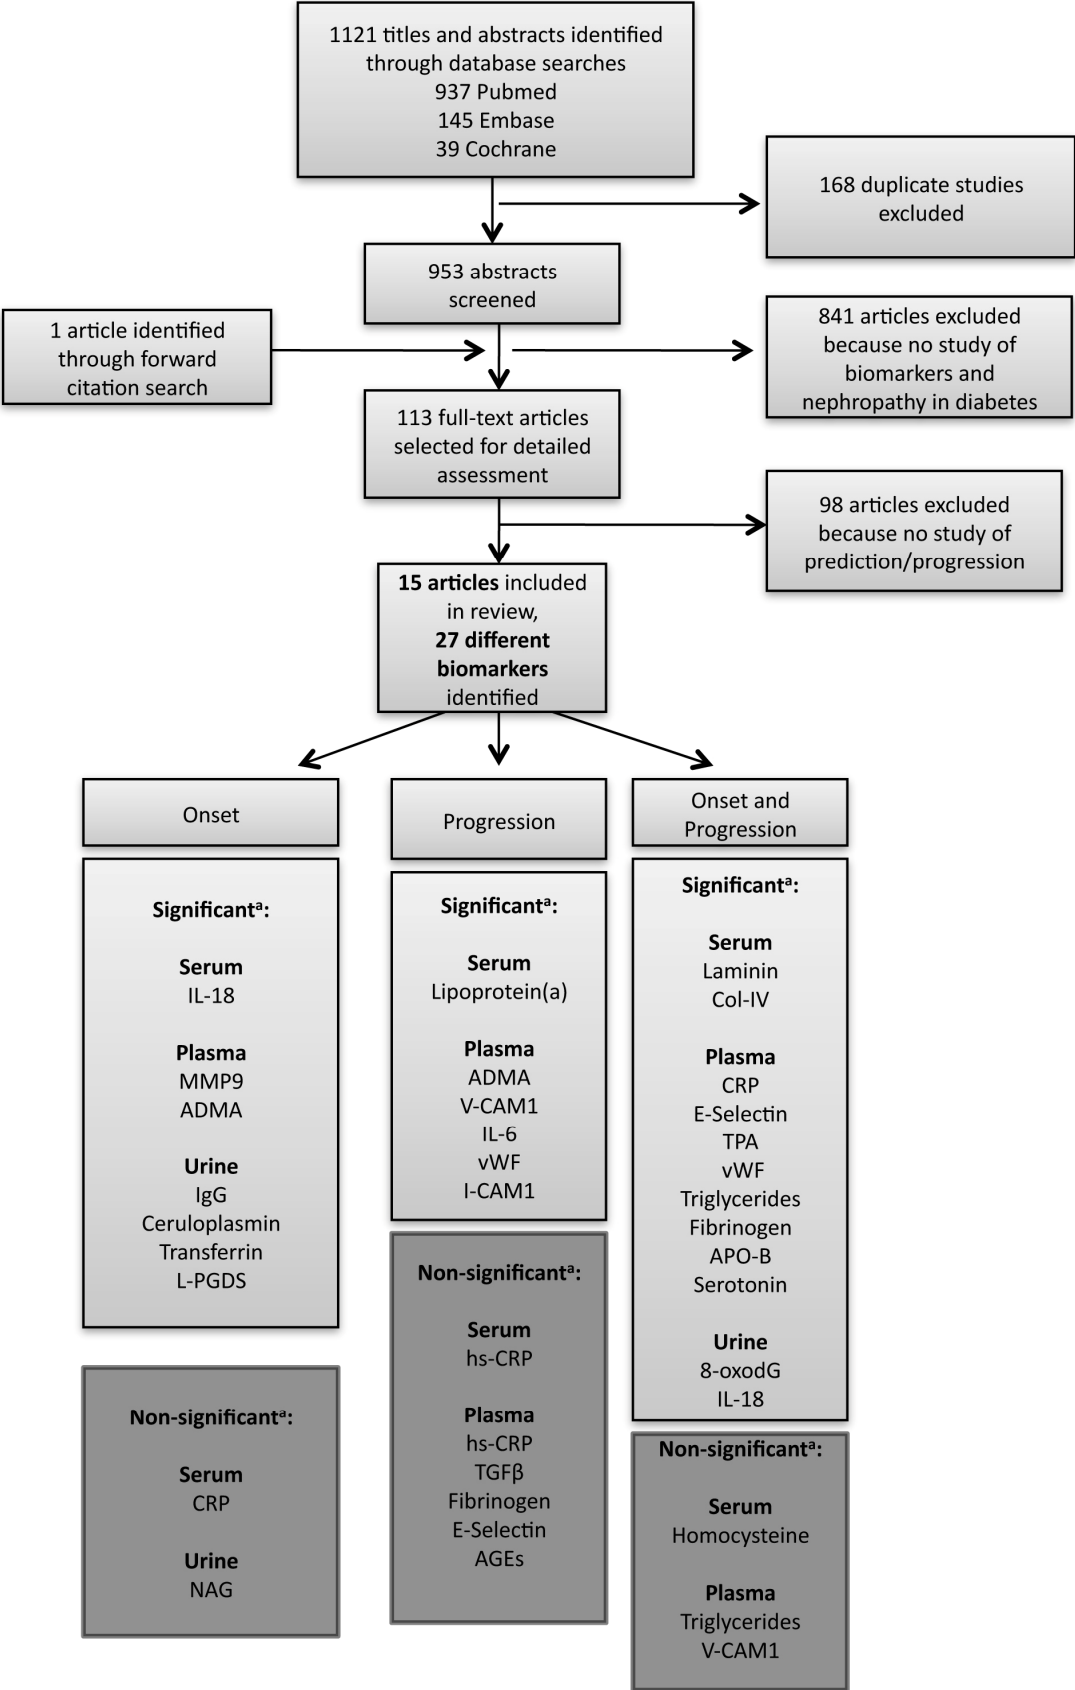 1121 titles and abstracts identified
through database searches
937 Pubmed
145 Embase
39 Cochrane
168 duplicate studies
excluded
953 abstracts
screened
1 article identified
through forward
citation search
841 articles excluded
because no study of
biomarkers and
nephropathy in diabetes
113 full-text articles
selected for detailed
assessment
98 articles excluded
because no study of
prediction/progression
15 articles included
in review,
27 different
biomarkers
identified
Onset
Significantᵃ:
Serum
IL-18
Plasma
MMP9
ADMA
Urine
IgG
Ceruloplasmin
Transferrin
L-PGDS
Non-significantᵃ:
Serum
CRP
Urine
NAG
Progression
Significantᵃ:
Serum
Lipoprotein(a)
Plasma
ADMA
V-CAM1
IL-6
vWF
I-CAM1
Non-significantᵃ:
Serum
hs-CRP
Plasma
hs-CRP
TGFβ
Fibrinogen
E-Selectin
AGEs
Onset and
Progression
Significantᵃ:
Serum
Laminin
Col-IV
Plasma
CRP
E-Selectin
TPA
vWF
Triglycerides
Fibrinogen
APO-B
Serotonin
Urine
8-oxodG
IL-18
Non-significantᵃ:
Serum
Homocysteine
Plasma
Triglycerides
V-CAM1